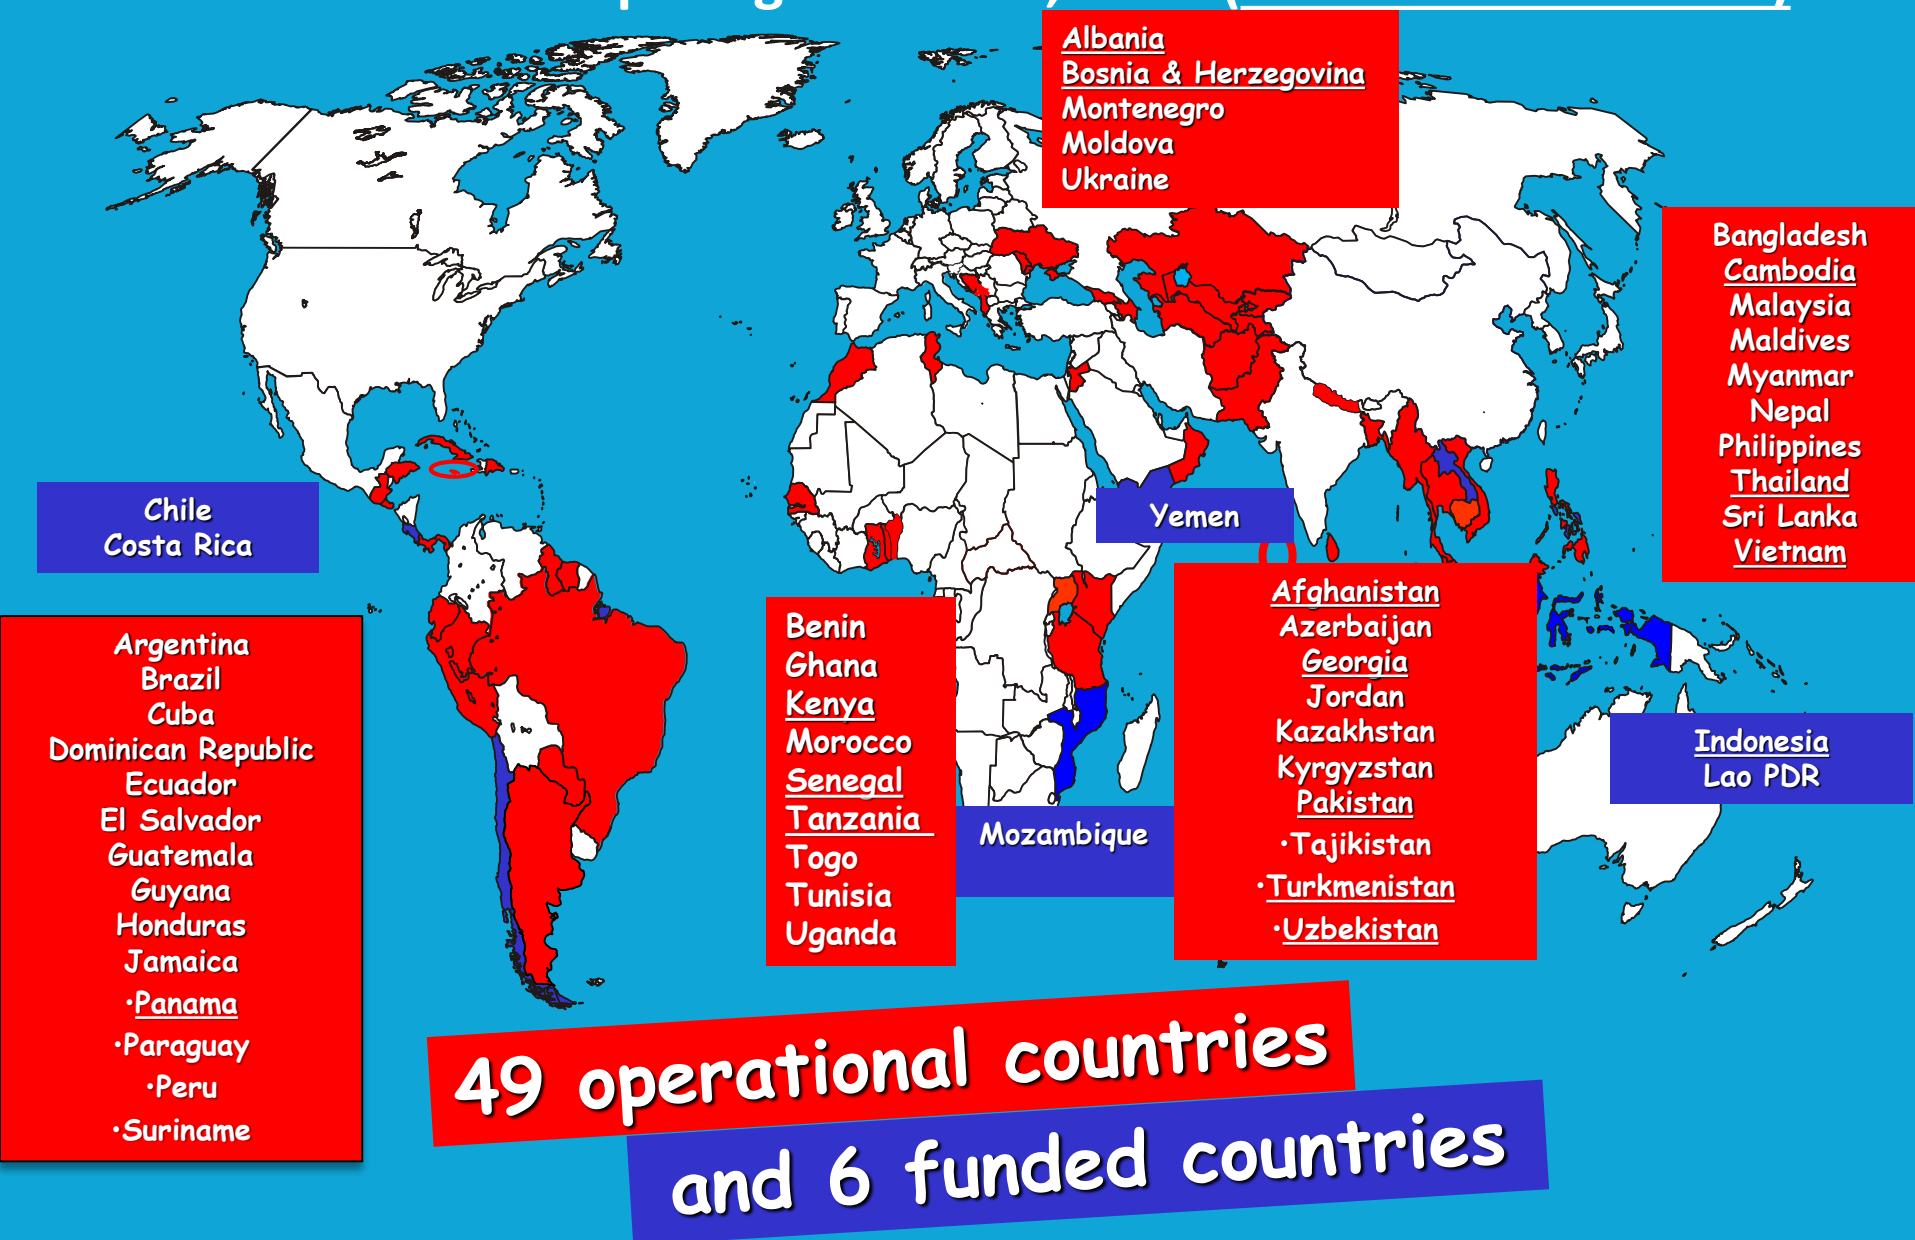 Albania
Bosnia & Herzegovina
Montenegro
Moldova
Ukraine
Bangladesh
Cambodia
Malaysia
Maldives
Myanmar
Nepal
Philippines
Thailand
Sri Lanka
Vietnam
Chile
Costa Rica
Yemen
Argentina
Brazil
Cuba
Dominican Republic
Ecuador
El Salvador
Guatemala
Guyana
Honduras
Jamaica
•Panama
•Paraguay
•Peru
•Suriname
Benin
Ghana
Kenya
Morocco
Senegal
Tanzania
Togo
Tunisia
Uganda
Mozambique
Afghanistan
Azerbaijan
Georgia
Jordan
Kazakhstan
Kyrgyzstan
Pakistan
•Tajikistan
•Turkmenistan
•Uzbekistan
Indonesia
Lao PDR
49 operational countries
and 6 funded countries